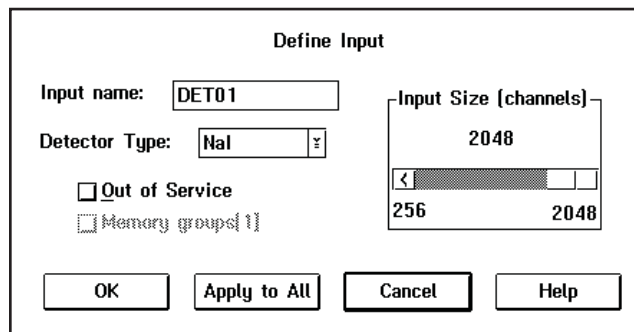 Define Input
Input name: DET01
Input Size (channels)
2048
Detector Type: NaI
Out of Service
Memory groups[1]
256 2048
OK Apply to All Cancel Help